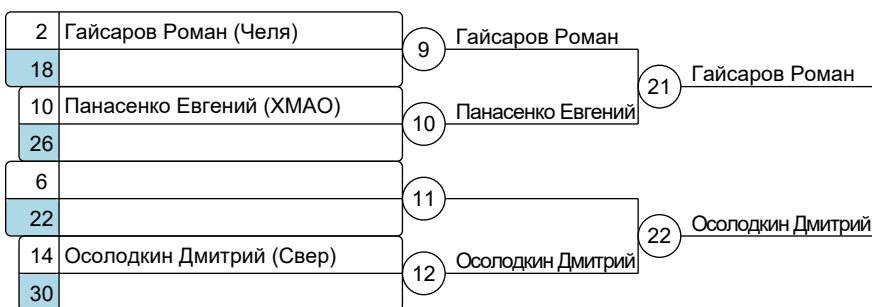 2 Гайсаров Роман (Челя)
18
9
Гайсаров Роман
10 Панасенко Евгений (ХМАО)
26
10
Панасенко Евгений
21
Гайсаров Роман
6
22
11
14 Осолодкин Дмитрий (Свер)
30
12
Осолодкин Дмитрий
22
Осолодкин Дмитрий